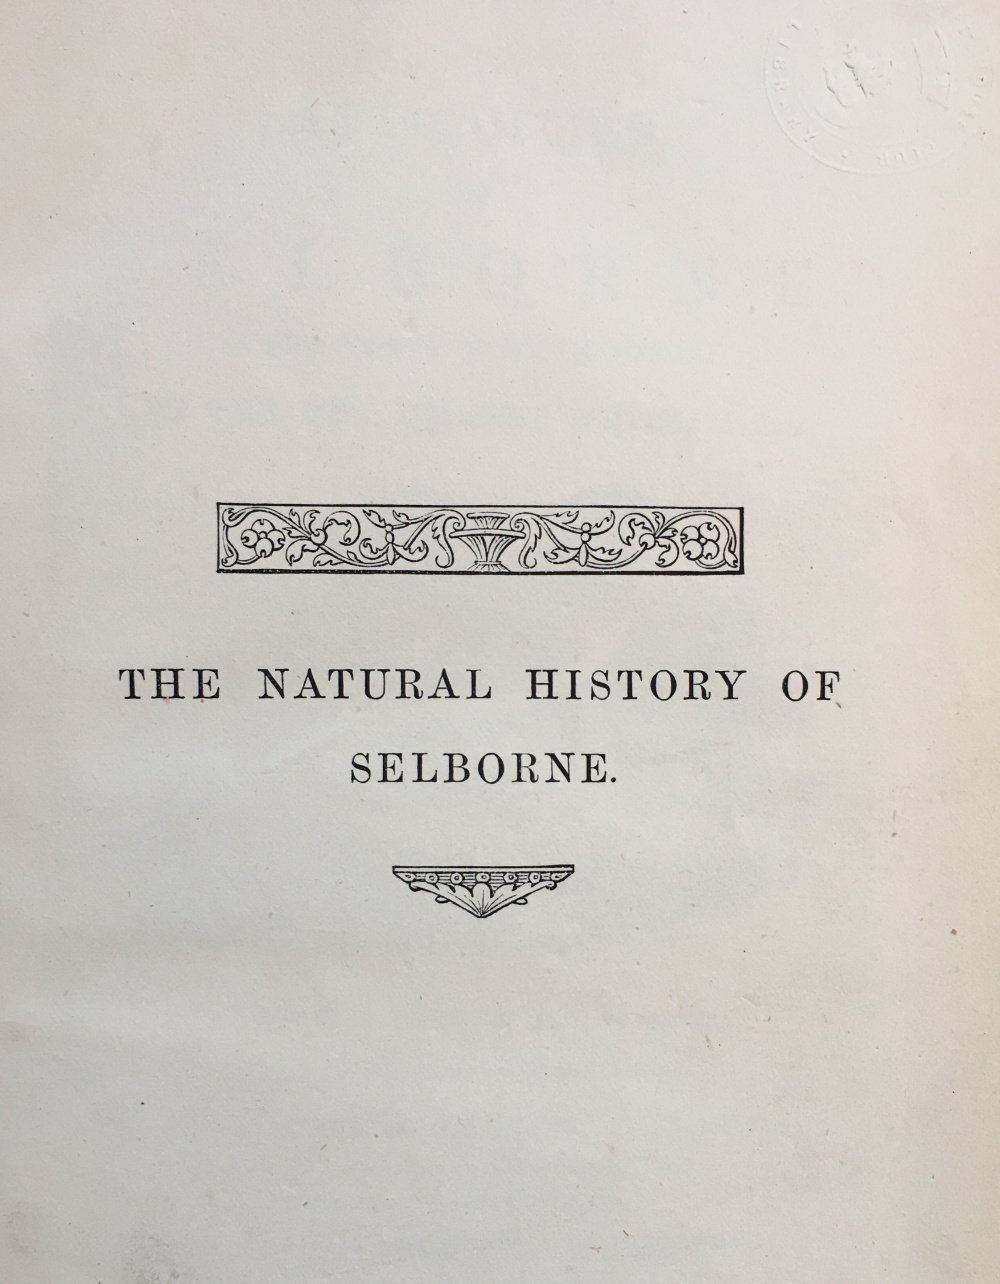 THE NATURAL HISTORY OF
SELBORNE.